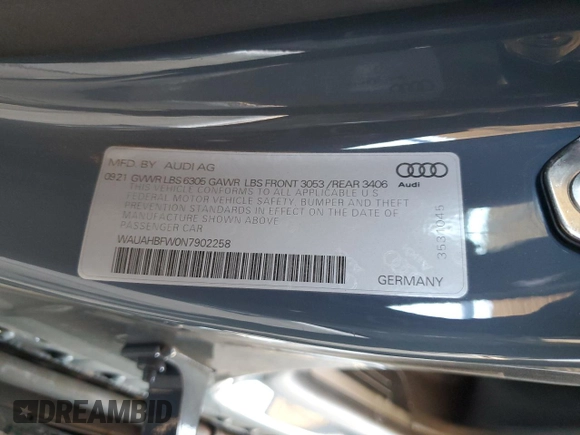 MFD. BY AUDI AG
09.21 GVWR LBS 6305 GAWR LBS FRONT 3053 /REAR 3406
THIS VEHICLE CONFORMS TO ALL APPLICABLE U.S.
FEDERAL MOTOR VEHICLE SAFETY, BUMPER AND THEFT
PREVENTION STANDARDS IN EFFECT ON THE DATE OF
MANUFACTURE SHOWN ABOVE
PASSENGER CAR
WAUAHBFW0N7902258
Audi
3531045
GERMANY
DREAMBID